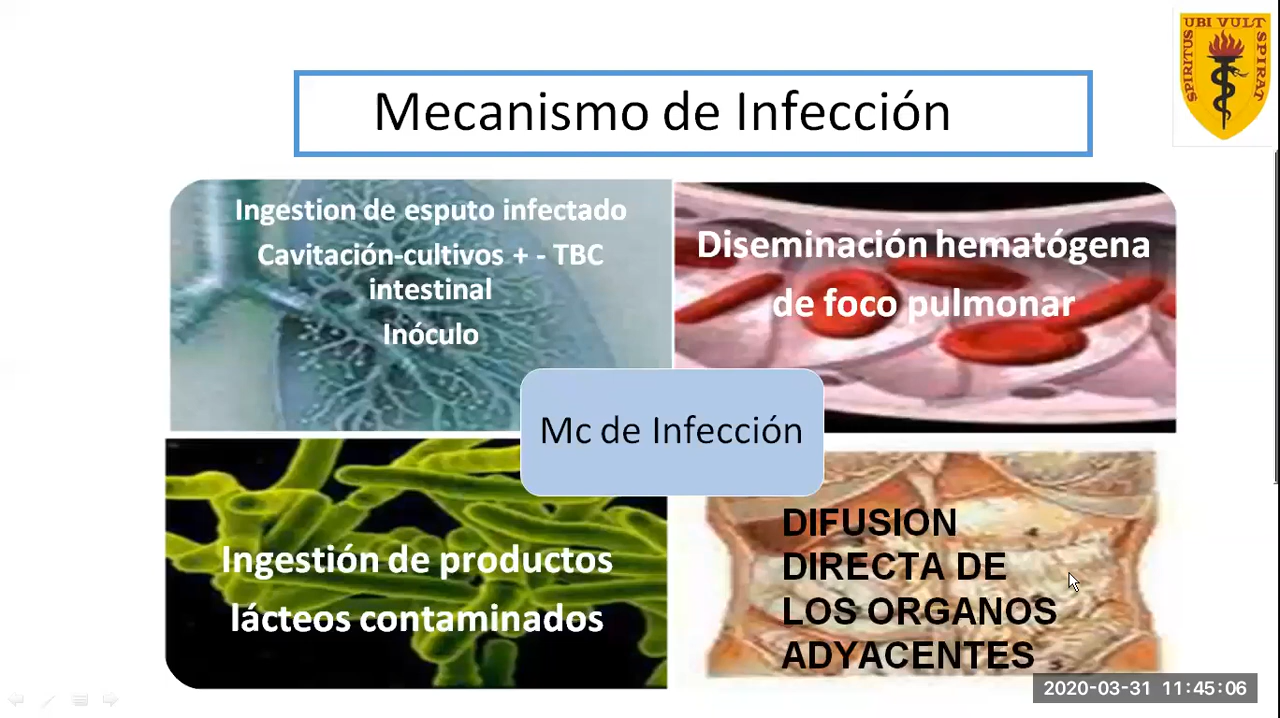 SPIRITUS UBI VULT SPIRAT
Mecanismo de Infección
Ingestion de esputo infectado
Cavitación-cultivos + - TBC
intestinal
Inóculo
Diseminación hematógena
de foco pulmonar
Mc de Infección
Ingestión de productos
lácteos contaminados
DIFUSION
DIRECTA DE
LOS ORGANOS
ADYACENTES
2020-03-31 11:45:06